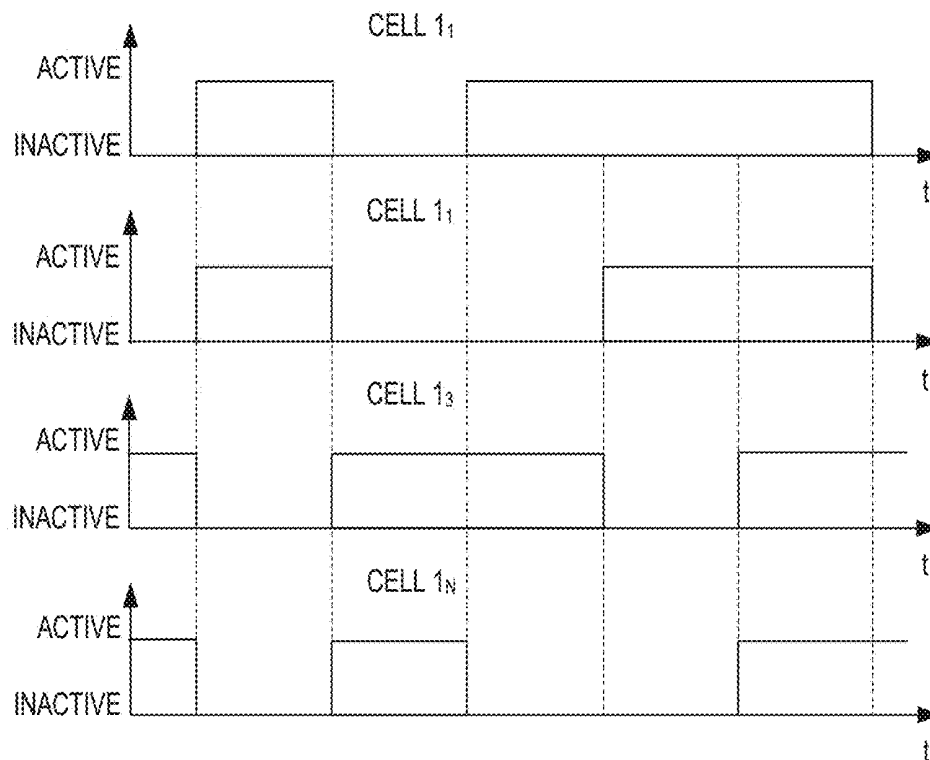 CELL 1₁
ACTIVE
INACTIVE
t
CELL 1₁
ACTIVE
INACTIVE
t
CELL 1₃
ACTIVE
INACTIVE
t
CELL 1ₙ
ACTIVE
INACTIVE
t